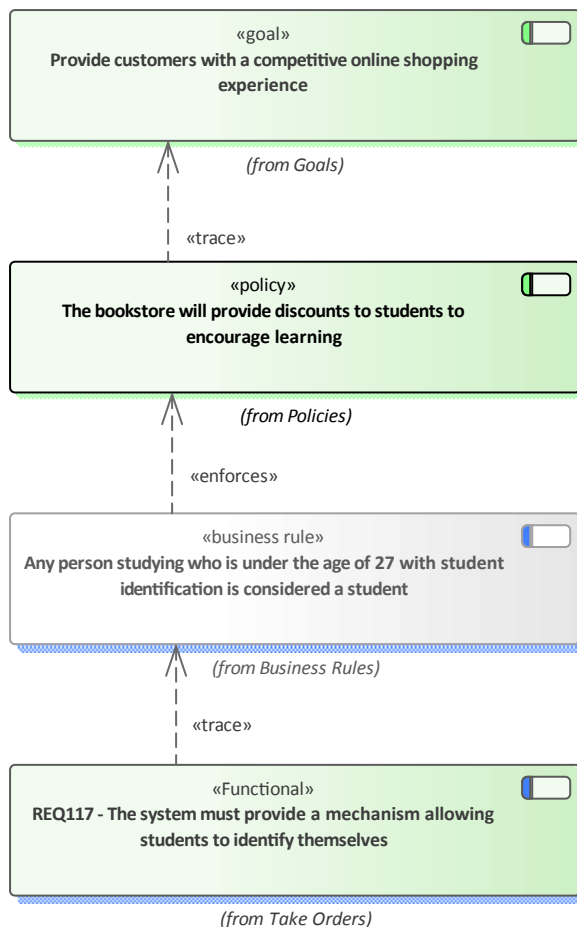 «goal»
Provide customers with a competitive online shopping
experience
(from Goals)
«trace»
«policy»
The bookstore will provide discounts to students to
encourage learning
(from Policies)
«enforces»
«business rule»
Any person studying who is under the age of 27 with student
identification is considered a student
(from Business Rules)
«trace»
«Functional»
REQ117 - The system must provide a mechanism allowing
students to identify themselves
(from Take Orders)